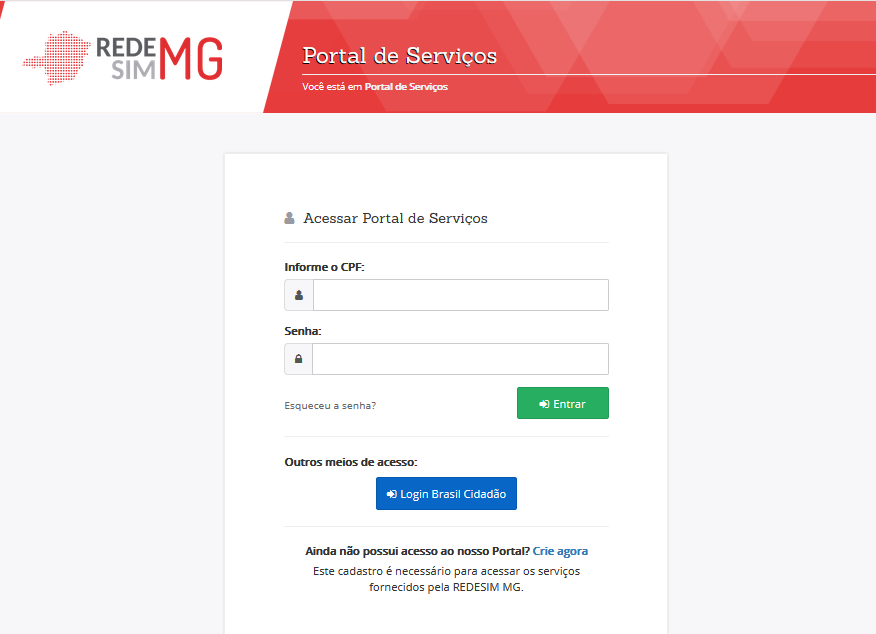 REDE
SIM MG
Portal de Serviços
Você está em Portal de Serviços
Acessar Portal de Serviços
Informe o CPF:
Senha:
Esqueceu a senha?
Entrar
Outros meios de acesso:
Login Brasil Cidadão
Ainda não possui acesso ao nosso Portal? Crie agora
Este cadastro é necessário para acessar os serviços
fornecidos pela REDESIM MG.